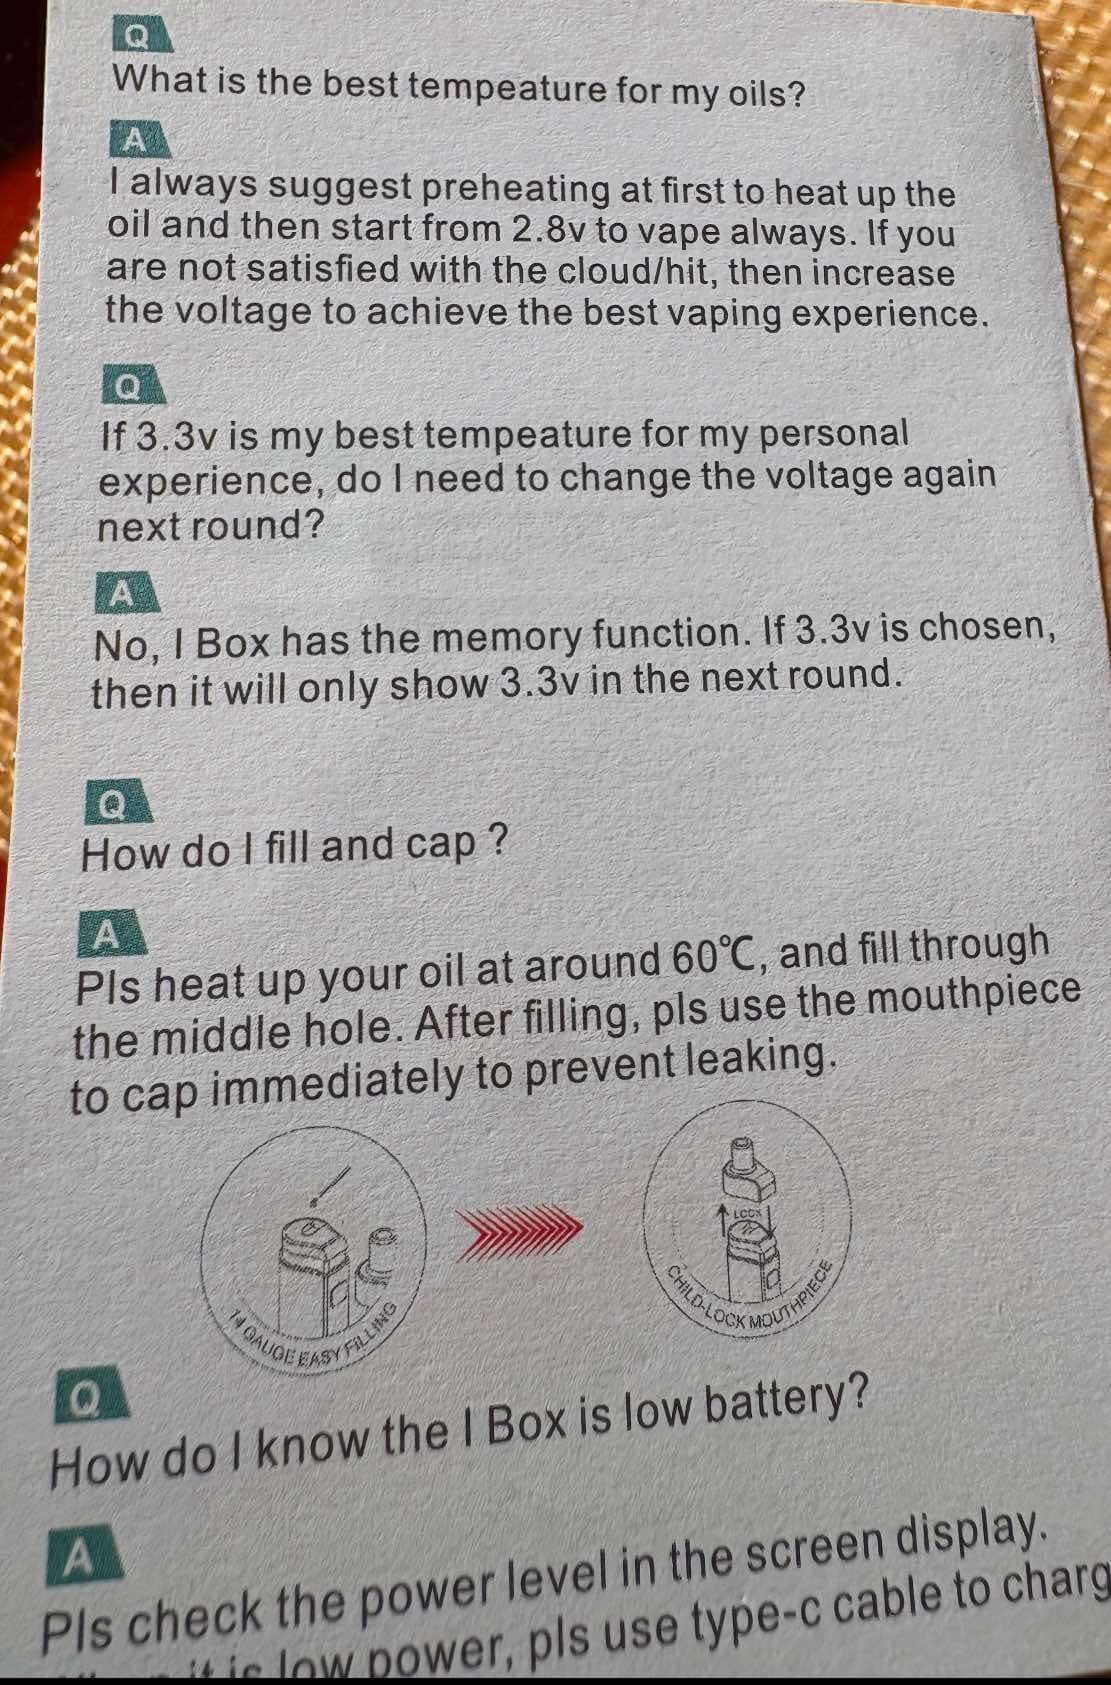 Q
What is the best tempeature for my oils?
A
I always suggest preheating at first to heat up the
oil and then start from 2.8v to vape always. If you
are not satisfied with the cloud/hit, then increase
the voltage to achieve the best vaping experience.
Q
If 3.3v is my best tempeature for my personal
experience, do I need to change the voltage again
next round?
A
No, I Box has the memory function. If 3.3v is chosen,
then it will only show 3.3v in the next round.
Q
How do I fill and cap ?
A
Pls heat up your oil at around 60℃, and fill through
the middle hole. After filling, pls use the mouthpiece
to cap immediately to prevent leaking.
14 GAUGE EASY FILLING
LOCK
CHILD-LOCK MOUTHPIECE
Q
How do I know the I Box is low battery?
A
Pls check the power level in the screen display.
it is low power, pls use type-c cable to charg